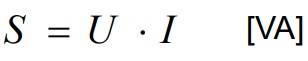 S = U · I [VA]